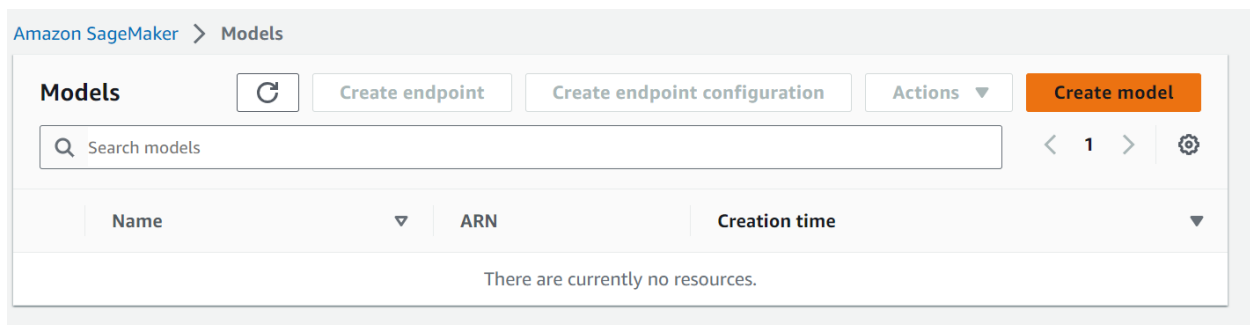 Amazon SageMaker > Models
Models Create endpoint Create endpoint configuration Actions Create model
Search models 1
Name ARN Creation time
There are currently no resources.